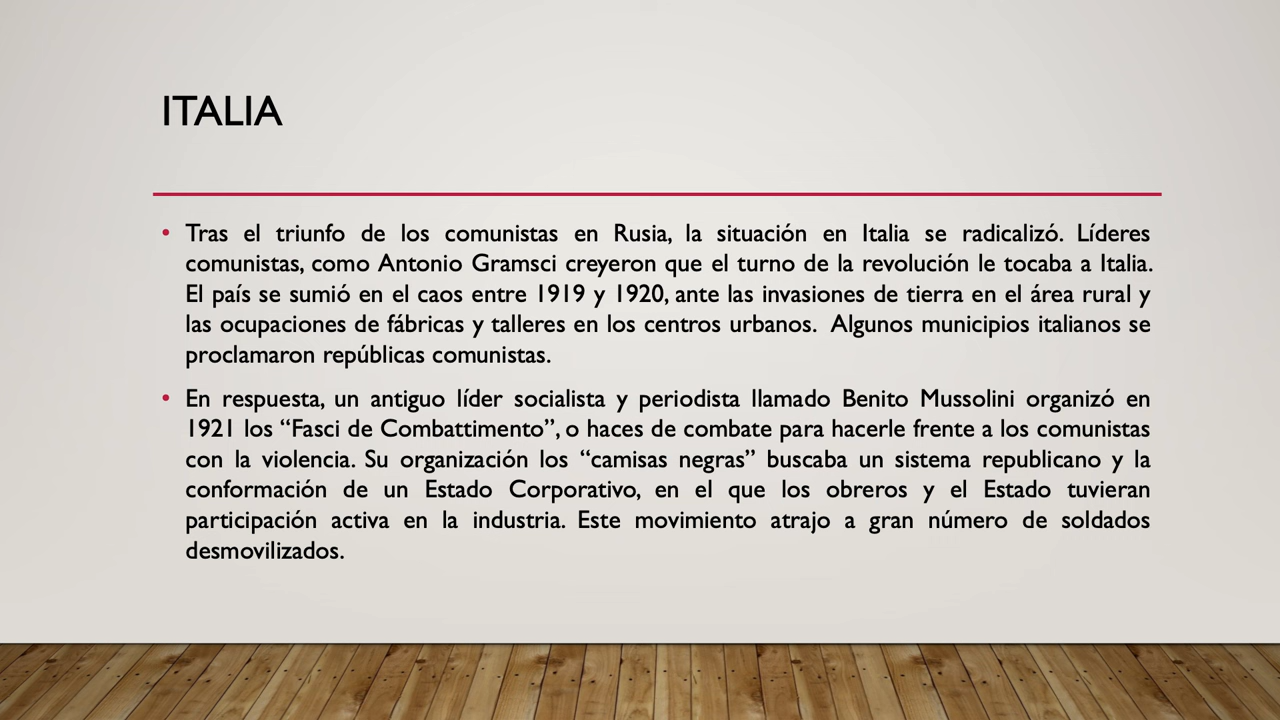 ITALIA
• Tras el triunfo de los comunistas en Rusia, la situación en Italia se radicalizó. Líderes
comunistas, como Antonio Gramsci creyeron que el turno de la revolución le tocaba a Italia.
El país se sumió en el caos entre 1919 y 1920, ante las invasiones de tierra en el área rural y
las ocupaciones de fábricas y talleres en los centros urbanos.  Algunos municipios italianos se
proclamaron repúblicas comunistas.
• En respuesta, un antiguo líder socialista y periodista llamado Benito Mussolini organizó en
1921 los “Fasci de Combattimento”, o haces de combate para hacerle frente a los comunistas
con la violencia. Su organización los “camisas negras” buscaba un sistema republicano y la
conformación de un Estado Corporativo, en el que los obreros y el Estado tuvieran
participación activa en la industria. Este movimiento atrajo a gran número de soldados
desmovilizados.